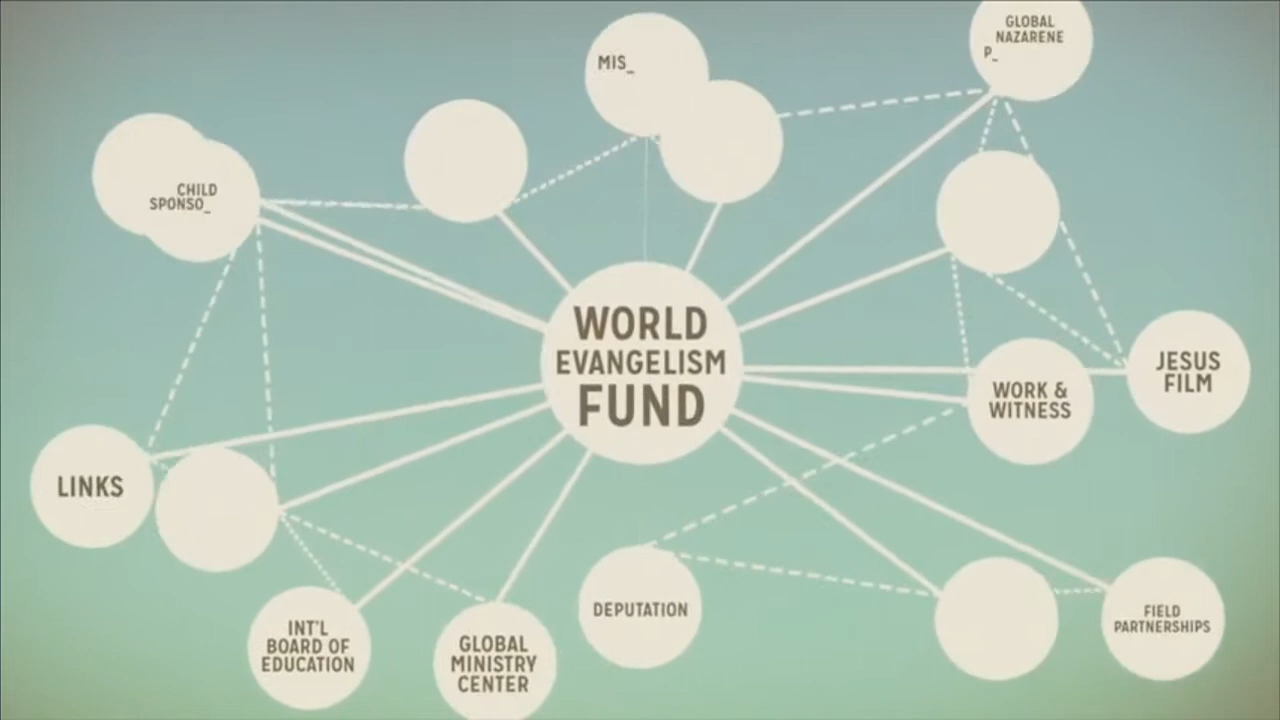 GLOBAL
NAZARENE
P_
MIS_
CHILD
SPONSO_
WORLD
EVANGELISM
FUND
JESUS
FILM
WORK &
WITNESS
LINKS
DEPUTATION
FIELD
PARTNERSHIPS
INT'L
BOARD OF
EDUCATION
GLOBAL
MINISTRY
CENTER